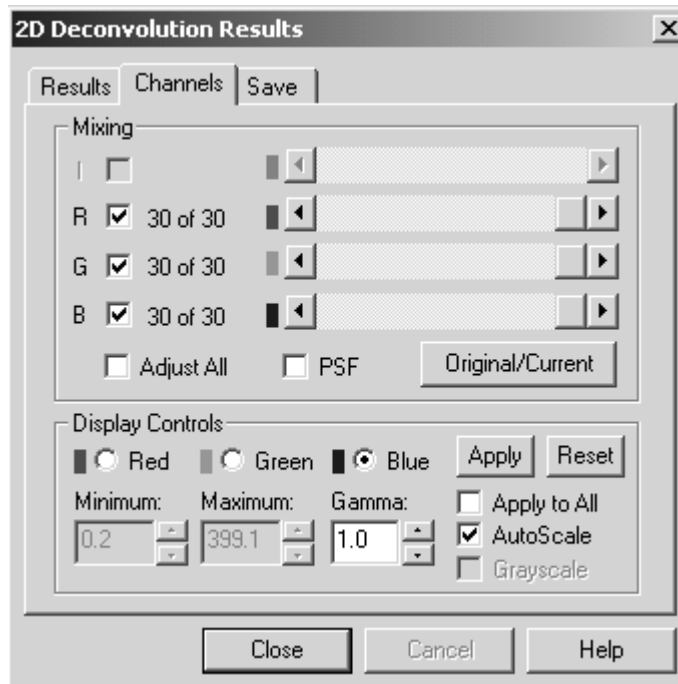 2D Deconvolution Results
Results Channels Save
Mixing
I
R 30 of 30
G 30 of 30
B 30 of 30
Adjust All PSF Original/Current
Display Controls
Red Green Blue Apply Reset
Minimum: Maximum: Gamma: Apply to All
0.2 399.1 1.0 AutoScale
Grayscale
Close Cancel Help